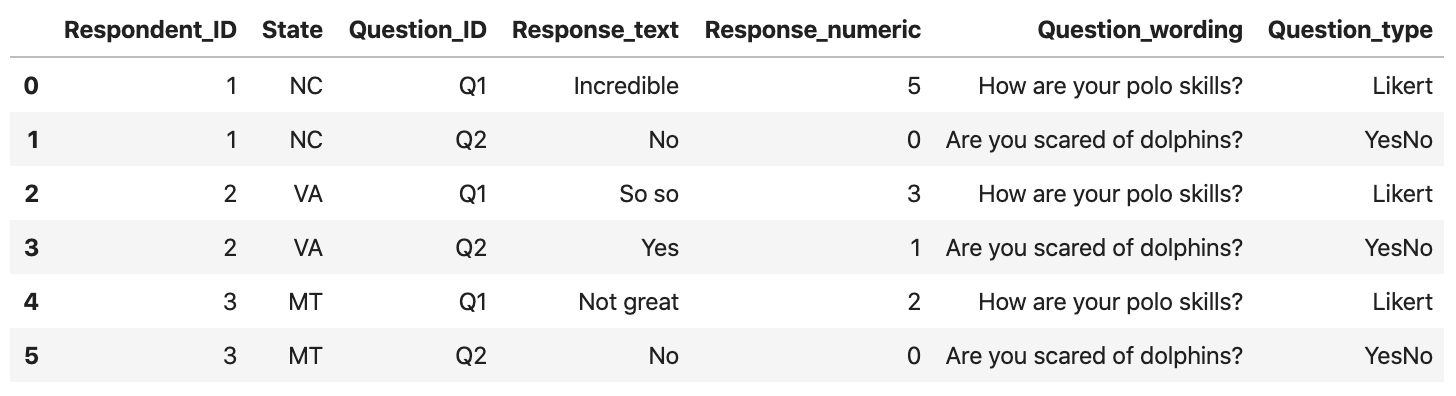 Respondent_ID State Question_ID Response_text Response_numeric Question_wording Question_type
0 1 NC Q1 Incredible 5 How are your polo skills? Likert
1 1 NC Q2 No 0 Are you scared of dolphins? YesNo
2 2 VA Q1 So so 3 How are your polo skills? Likert
3 2 VA Q2 Yes 1 Are you scared of dolphins? YesNo
4 3 MT Q1 Not great 2 How are your polo skills? Likert
5 3 MT Q2 No 0 Are you scared of dolphins? YesNo